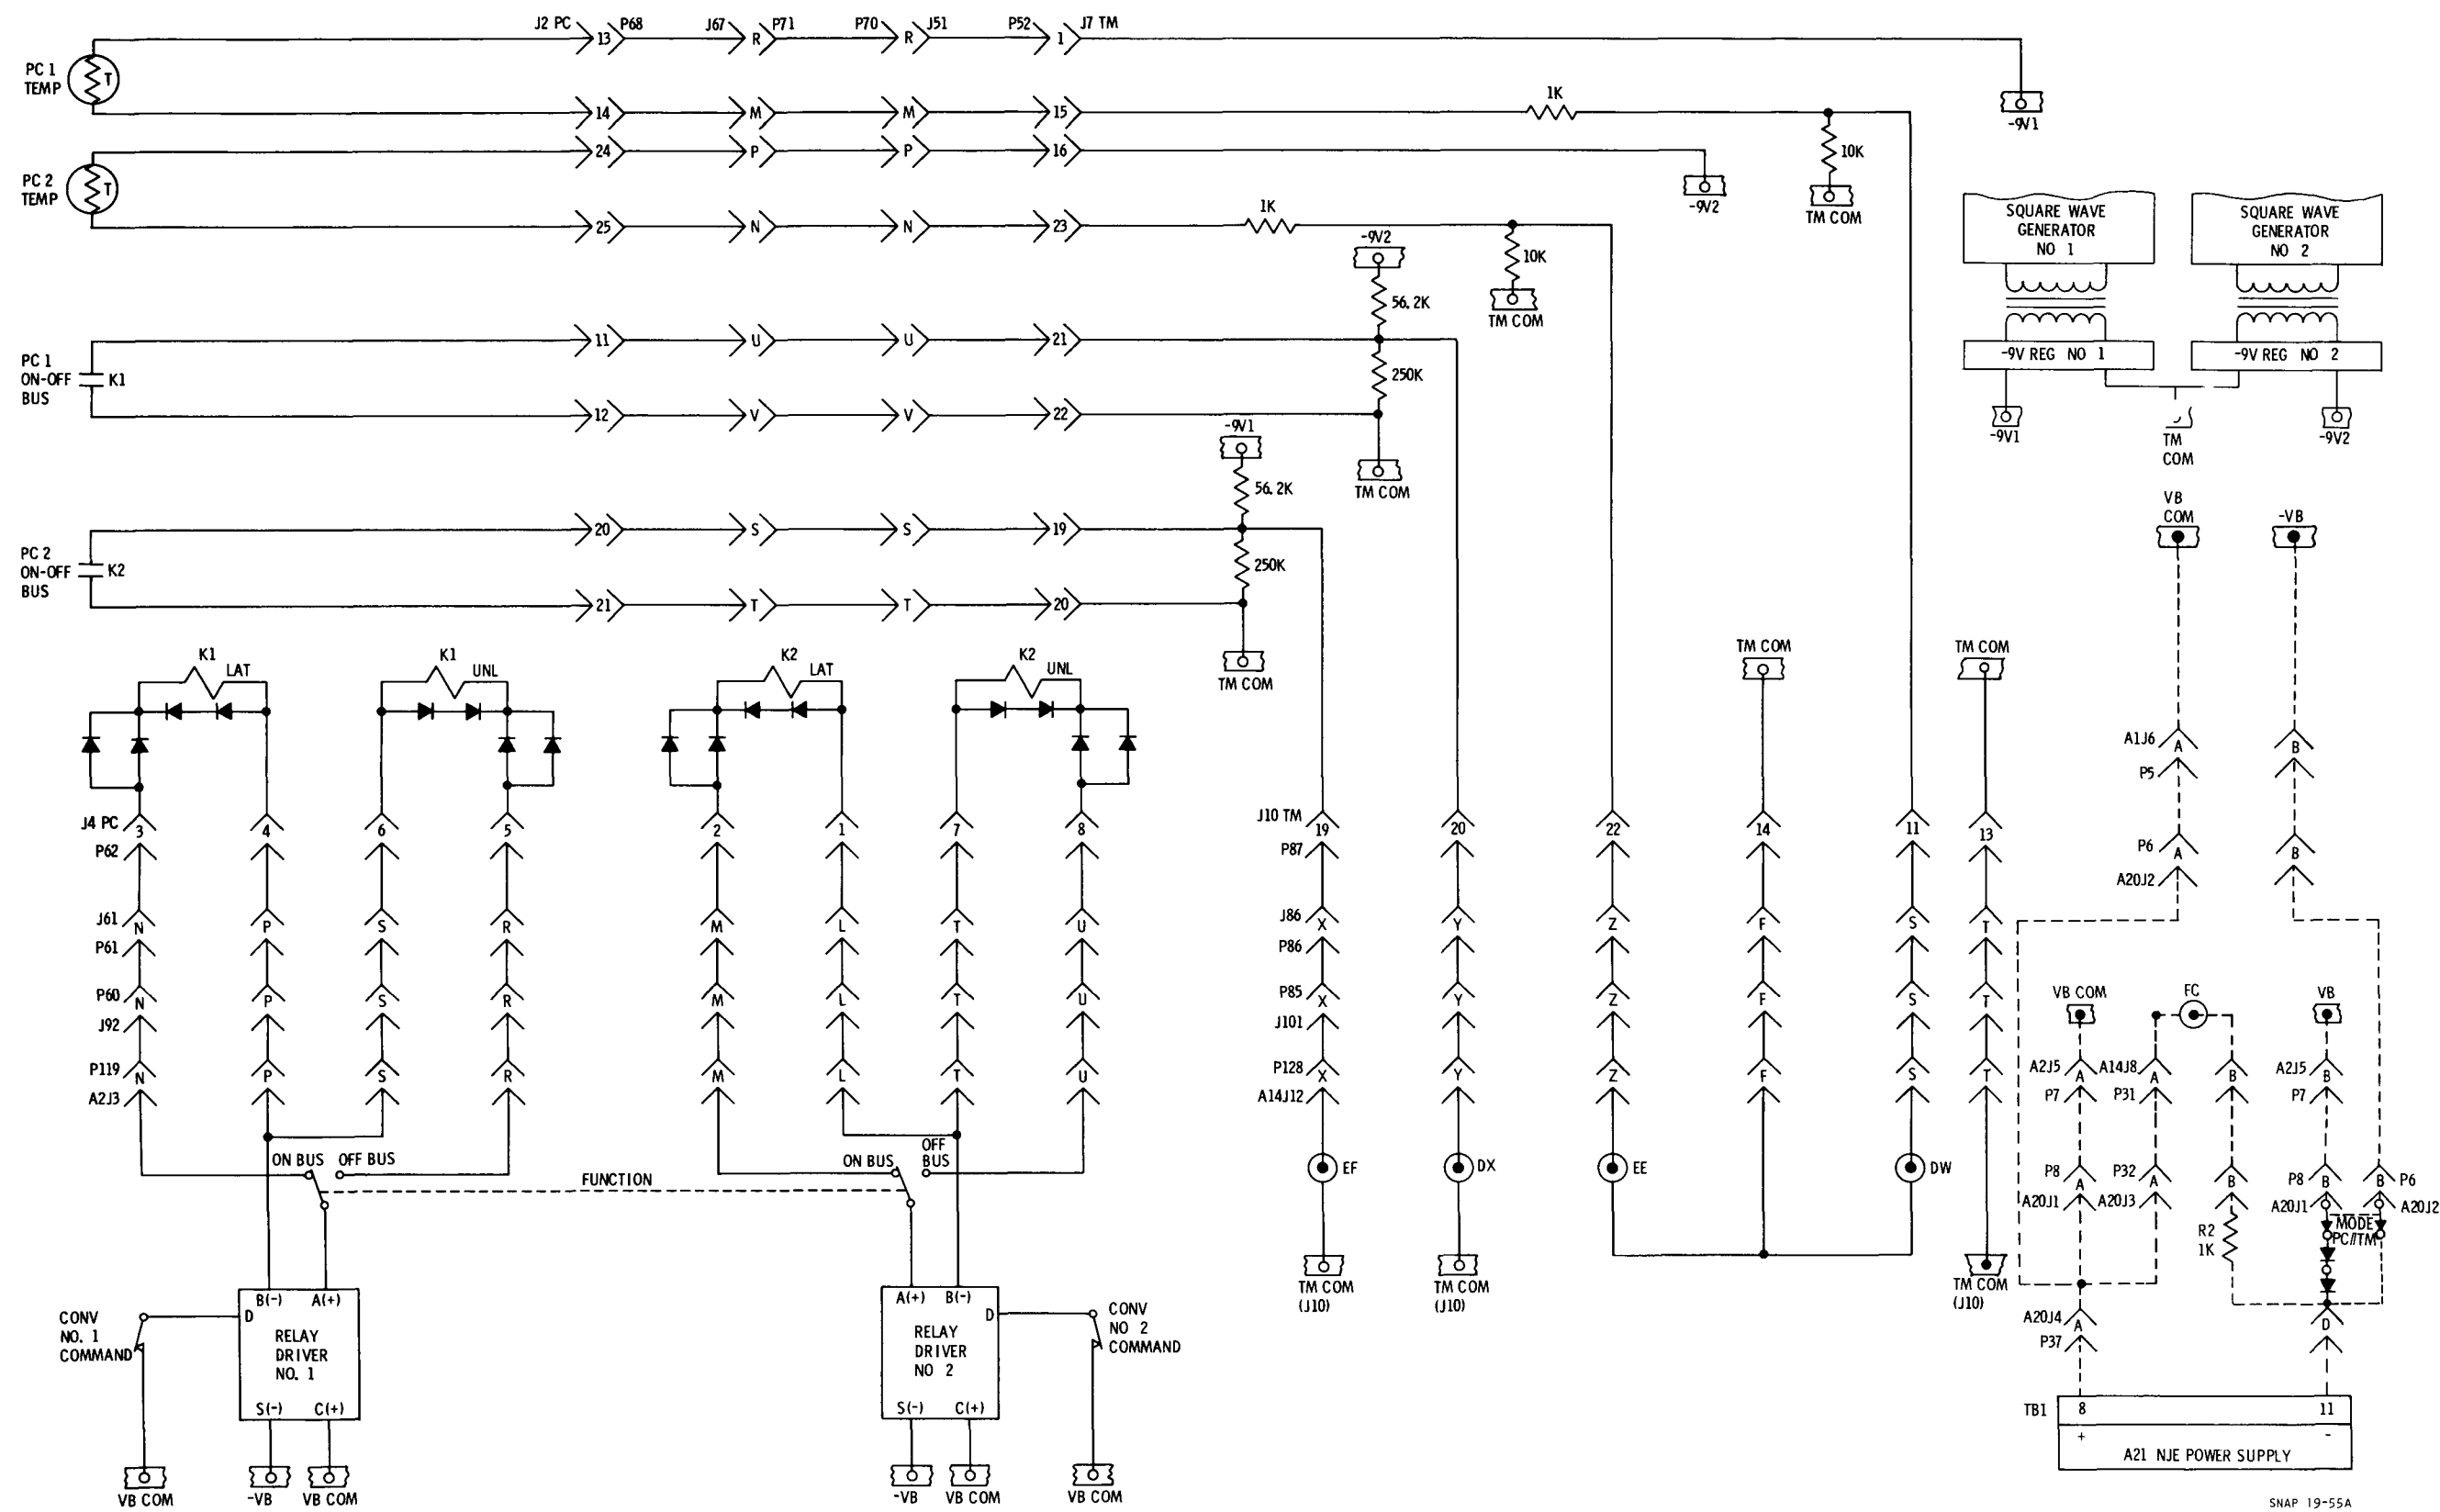 J2 PC P68 J67 P71 P70 J51 P52 J7 TM
13 R R 1
PC 1
TEMP
T
1K
14 M M 15
-9V1
10K
24 P P 16
PC 2
TEMP
T
-9V2
TM COM
1K
25 N N 23
-9V2
10K
SQUARE WAVE
GENERATOR
NO 1
SQUARE WAVE
GENERATOR
NO 2
56.2K
TM COM
11 U U 21
-9V REG NO 1
-9V REG NO 2
PC 1
ON-OFF
BUS
K1
250K
12 V V 22
-9V1
-9V1
TM
COM
-9V2
56.2K
TM COM
VB
COM
-VB
20 S S 19
PC 2
ON-OFF
BUS
K2
250K
21 T T 20
TM COM
K1
LAT
K1
UNL
K2
LAT
K2
UNL
TM COM
TM COM
A1J6 A B
P5
J4 PC 3 4 6 5 2 1 7 8
P62
J10 TM 19 20 22 14 11 13
P87
P6 A B
A20J2
J61 N P S R M L T U
P61
J86 X Y Z F S T
P86
P60 N P S R M L T U
J92
P85 X Y Z F S T
J101
VB COM FC VB
P119 N P S R M L T U
A2J3
P128 X Y Z F S T
A14J12
A2J5 A A14J8 A B A2J5 B
P7 P31 P7
ON BUS OFF BUS
ON BUS
OFF
BUS
FUNCTION
EF DX EE DW
P8 A P32 A B P8 B B P6
A20J1 A20J3 A20J1 A20J2
R2
1K
MODE
PC//TM
TM COM
(J10)
TM COM
(J10)
TM COM
(J10)
B(-) A(+)
D
RELAY
DRIVER
NO. 1
S(-) C(+)
CONV
NO. 1
COMMAND
A(+) B(-)
D
RELAY
DRIVER
NO 2
S(-) C(+)
CONV
NO 2
COMMAND
A20J4 A D
P37
TB1 8 11
+ -
A21 NJE POWER SUPPLY
VB COM -VB VB COM
-VB VB COM VB COM
SNAP 19-55A